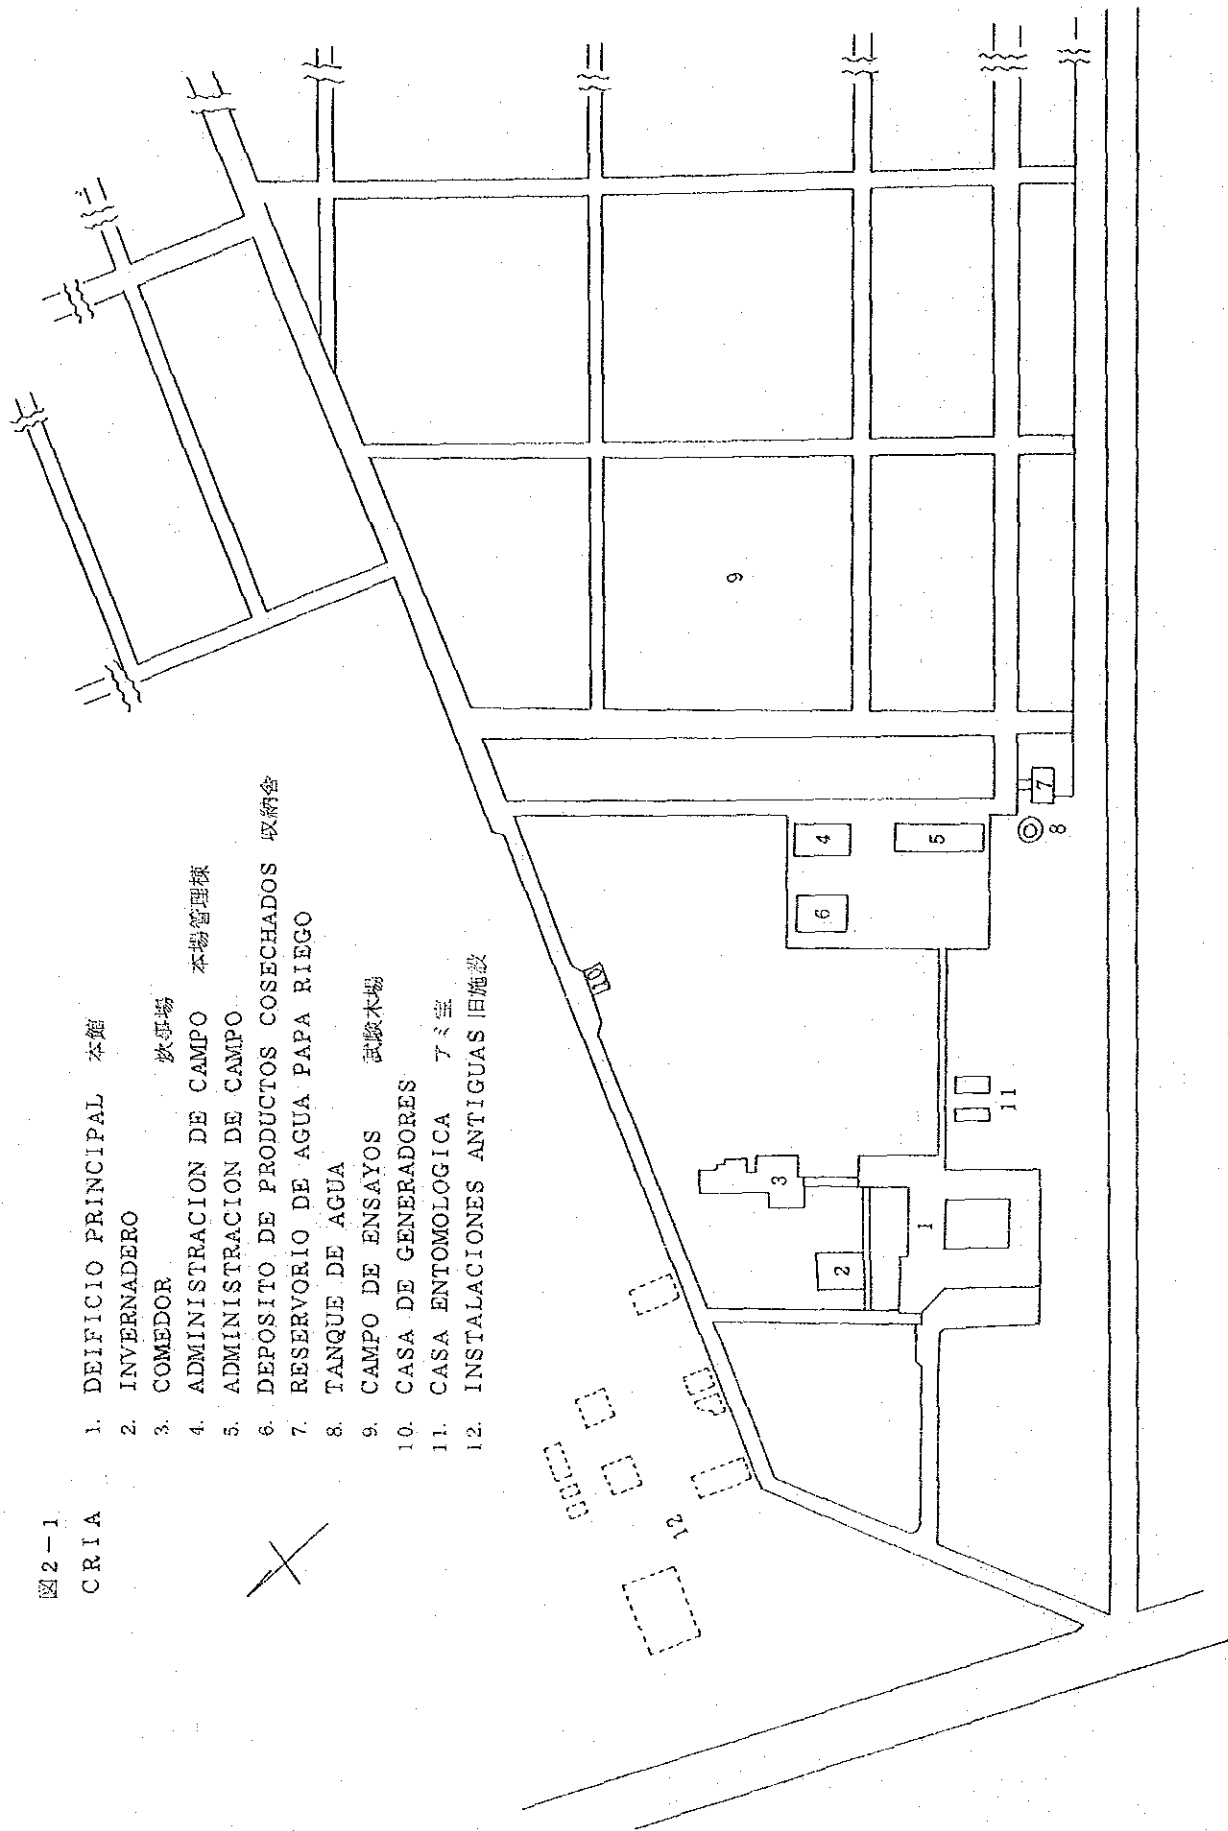 図2-1
CRIA
1. DEIFICIO PRINCIPAL 本館
2. INVERNADERO
3. COMEDOR 炊事場
4. ADMINISTRACION DE CAMPO 本場管理棟
5. ADMINISTRACION DE CAMPO
6. DEPOSITO DE PRODUCTOS COSECHADOS 収納舎
7. RESERVORIO DE AGUA PAPA RIEGO
8. TANQUE DE AGUA
9. CAMPO DE ENSAYOS 試験木場
10. CASA DE GENERADORES
11. CASA ENTOMOLOGICA アミ室
12. INSTALACIONES ANTIGUAS 旧施設
12
10
9
3
2
1
6
4
5
7
8
11